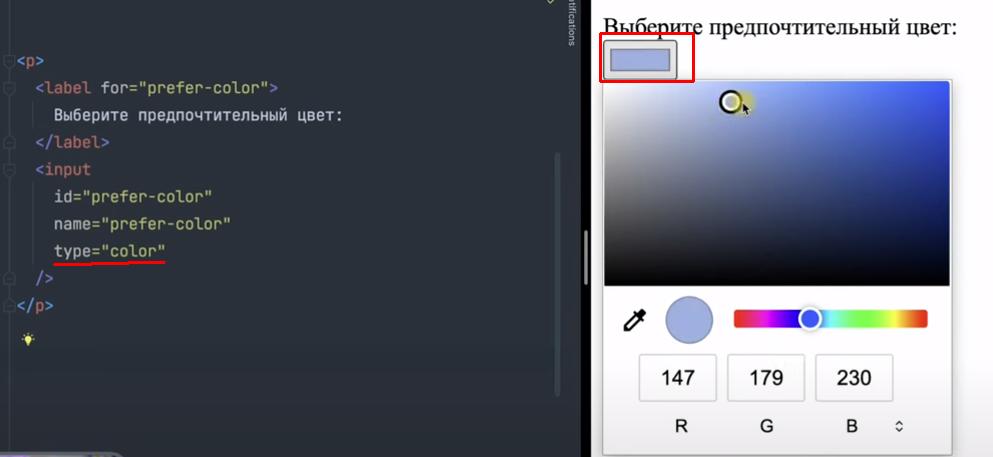 otifications
<p>
<label for="prefer-color">
Выберите предпочтительный цвет:
</label>
<input
id="prefer-color"
name="prefer-color"
type="color"
/>
</p>
Выберите предпочтительный цвет:
147 179 230
R G B